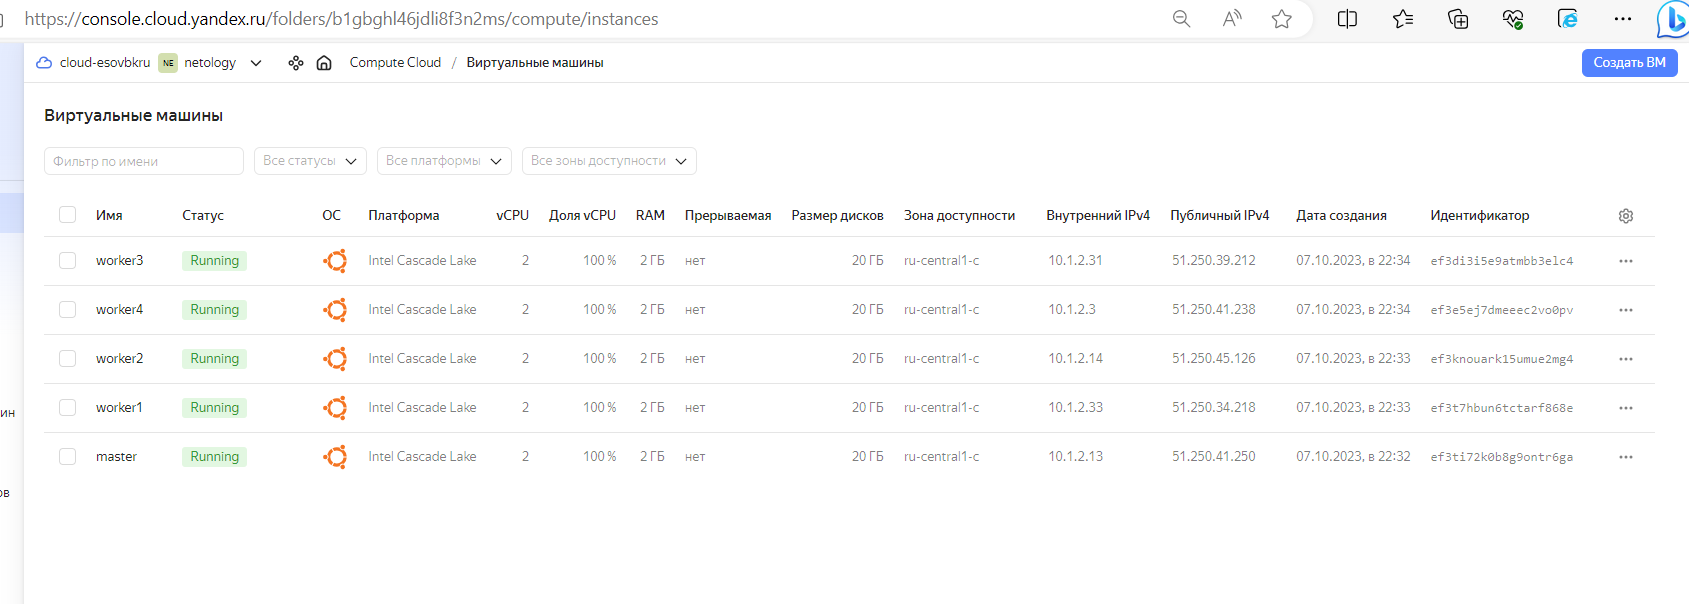 https://console.cloud.yandex.ru/folders/b1gbghl46jdli8f3n2ms/compute/instances
cloud-esovbkru NE netology Compute Cloud / Виртуальные машины Создать ВМ
Виртуальные машины
Фильтр по имени Все статусы Все платформы Все зоны доступности
Имя Статус ОС Платформа vCPU Доля vCPU RAM Прерываемая Размер дисков Зона доступности Внутренний IPv4 Публичный IPv4 Дата создания Идентификатор
worker3 Running Intel Cascade Lake 2 100 % 2 ГБ нет 20 ГБ ru-central1-c 10.1.2.31 51.250.39.212 07.10.2023, в 22:34 ef3di3i5e9atmbb3elc4
worker4 Running Intel Cascade Lake 2 100 % 2 ГБ нет 20 ГБ ru-central1-c 10.1.2.3 51.250.41.238 07.10.2023, в 22:34 ef3e5ej7dmeeec2vo0pv
worker2 Running Intel Cascade Lake 2 100 % 2 ГБ нет 20 ГБ ru-central1-c 10.1.2.14 51.250.45.126 07.10.2023, в 22:33 ef3knouark15umue2mg4
ин
worker1 Running Intel Cascade Lake 2 100 % 2 ГБ нет 20 ГБ ru-central1-c 10.1.2.33 51.250.34.218 07.10.2023, в 22:33 ef3t7hbun6tctarf868e
master Running Intel Cascade Lake 2 100 % 2 ГБ нет 20 ГБ ru-central1-c 10.1.2.13 51.250.41.250 07.10.2023, в 22:32 ef3ti72k0b8g9ontr6ga
ов